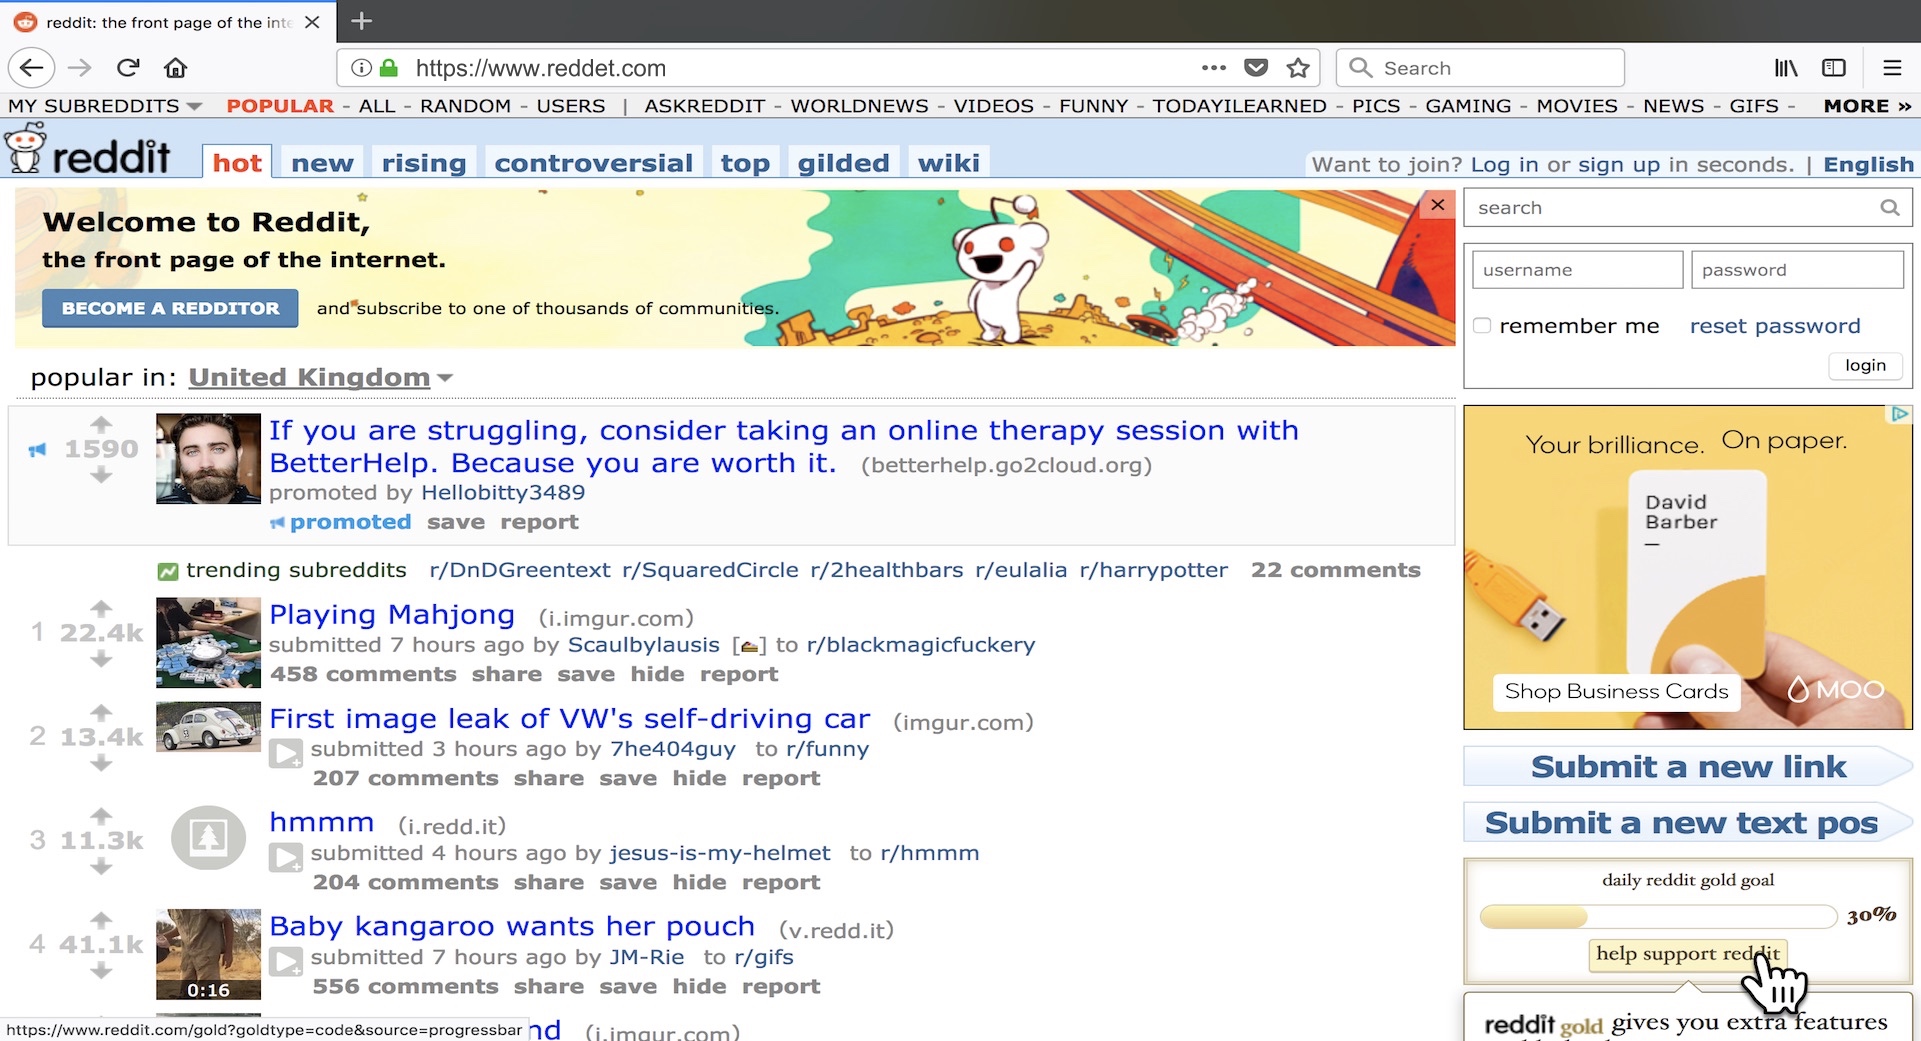 reddit: the front page of the inte
https://www.reddet.com
Search
MY SUBREDDITS POPULAR - ALL - RANDOM - USERS | ASKREDDIT - WORLDNEWS - VIDEOS - FUNNY - TODAYILEARNED - PICS - GAMING - MOVIES - NEWS - GIFS - MORE »
reddit hot new rising controversial top gilded wiki
Want to join? Log in or sign up in seconds. | English
Welcome to Reddit,
the front page of the internet.
BECOME A REDDITOR and subscribe to one of thousands of communities.
search
username password
remember me reset password
login
popular in: United Kingdom
1590
If you are struggling, consider taking an online therapy session with
BetterHelp. Because you are worth it. (betterhelp.go2cloud.org)
promoted by Hellobitty3489
promoted save report
trending subreddits r/DnDGreentext r/SquaredCircle r/2healthbars r/eulalia r/harrypotter 22 comments
1 22.4k
Playing Mahjong (i.imgur.com)
submitted 7 hours ago by Scaulbylausis [🍰] to r/blackmagicfuckery
458 comments share save hide report
2 13.4k
First image leak of VW's self-driving car (imgur.com)
submitted 3 hours ago by 7he404guy to r/funny
207 comments share save hide report
3 11.3k
hmmm (i.redd.it)
submitted 4 hours ago by jesus-is-my-helmet to r/hmmm
204 comments share save hide report
4 41.1k
Baby kangaroo wants her pouch (v.redd.it)
submitted 7 hours ago by JM-Rie to r/gifs
556 comments share save hide report
0:16
https://www.reddit.com/gold?goldtype=code&source=progressbar
nd (i.imgur.com)
Your brilliance. On paper.
David
Barber
Shop Business Cards
MOO
Submit a new link
Submit a new text pos
daily reddit gold goal
30%
help support reddit
reddit gold gives you extra features